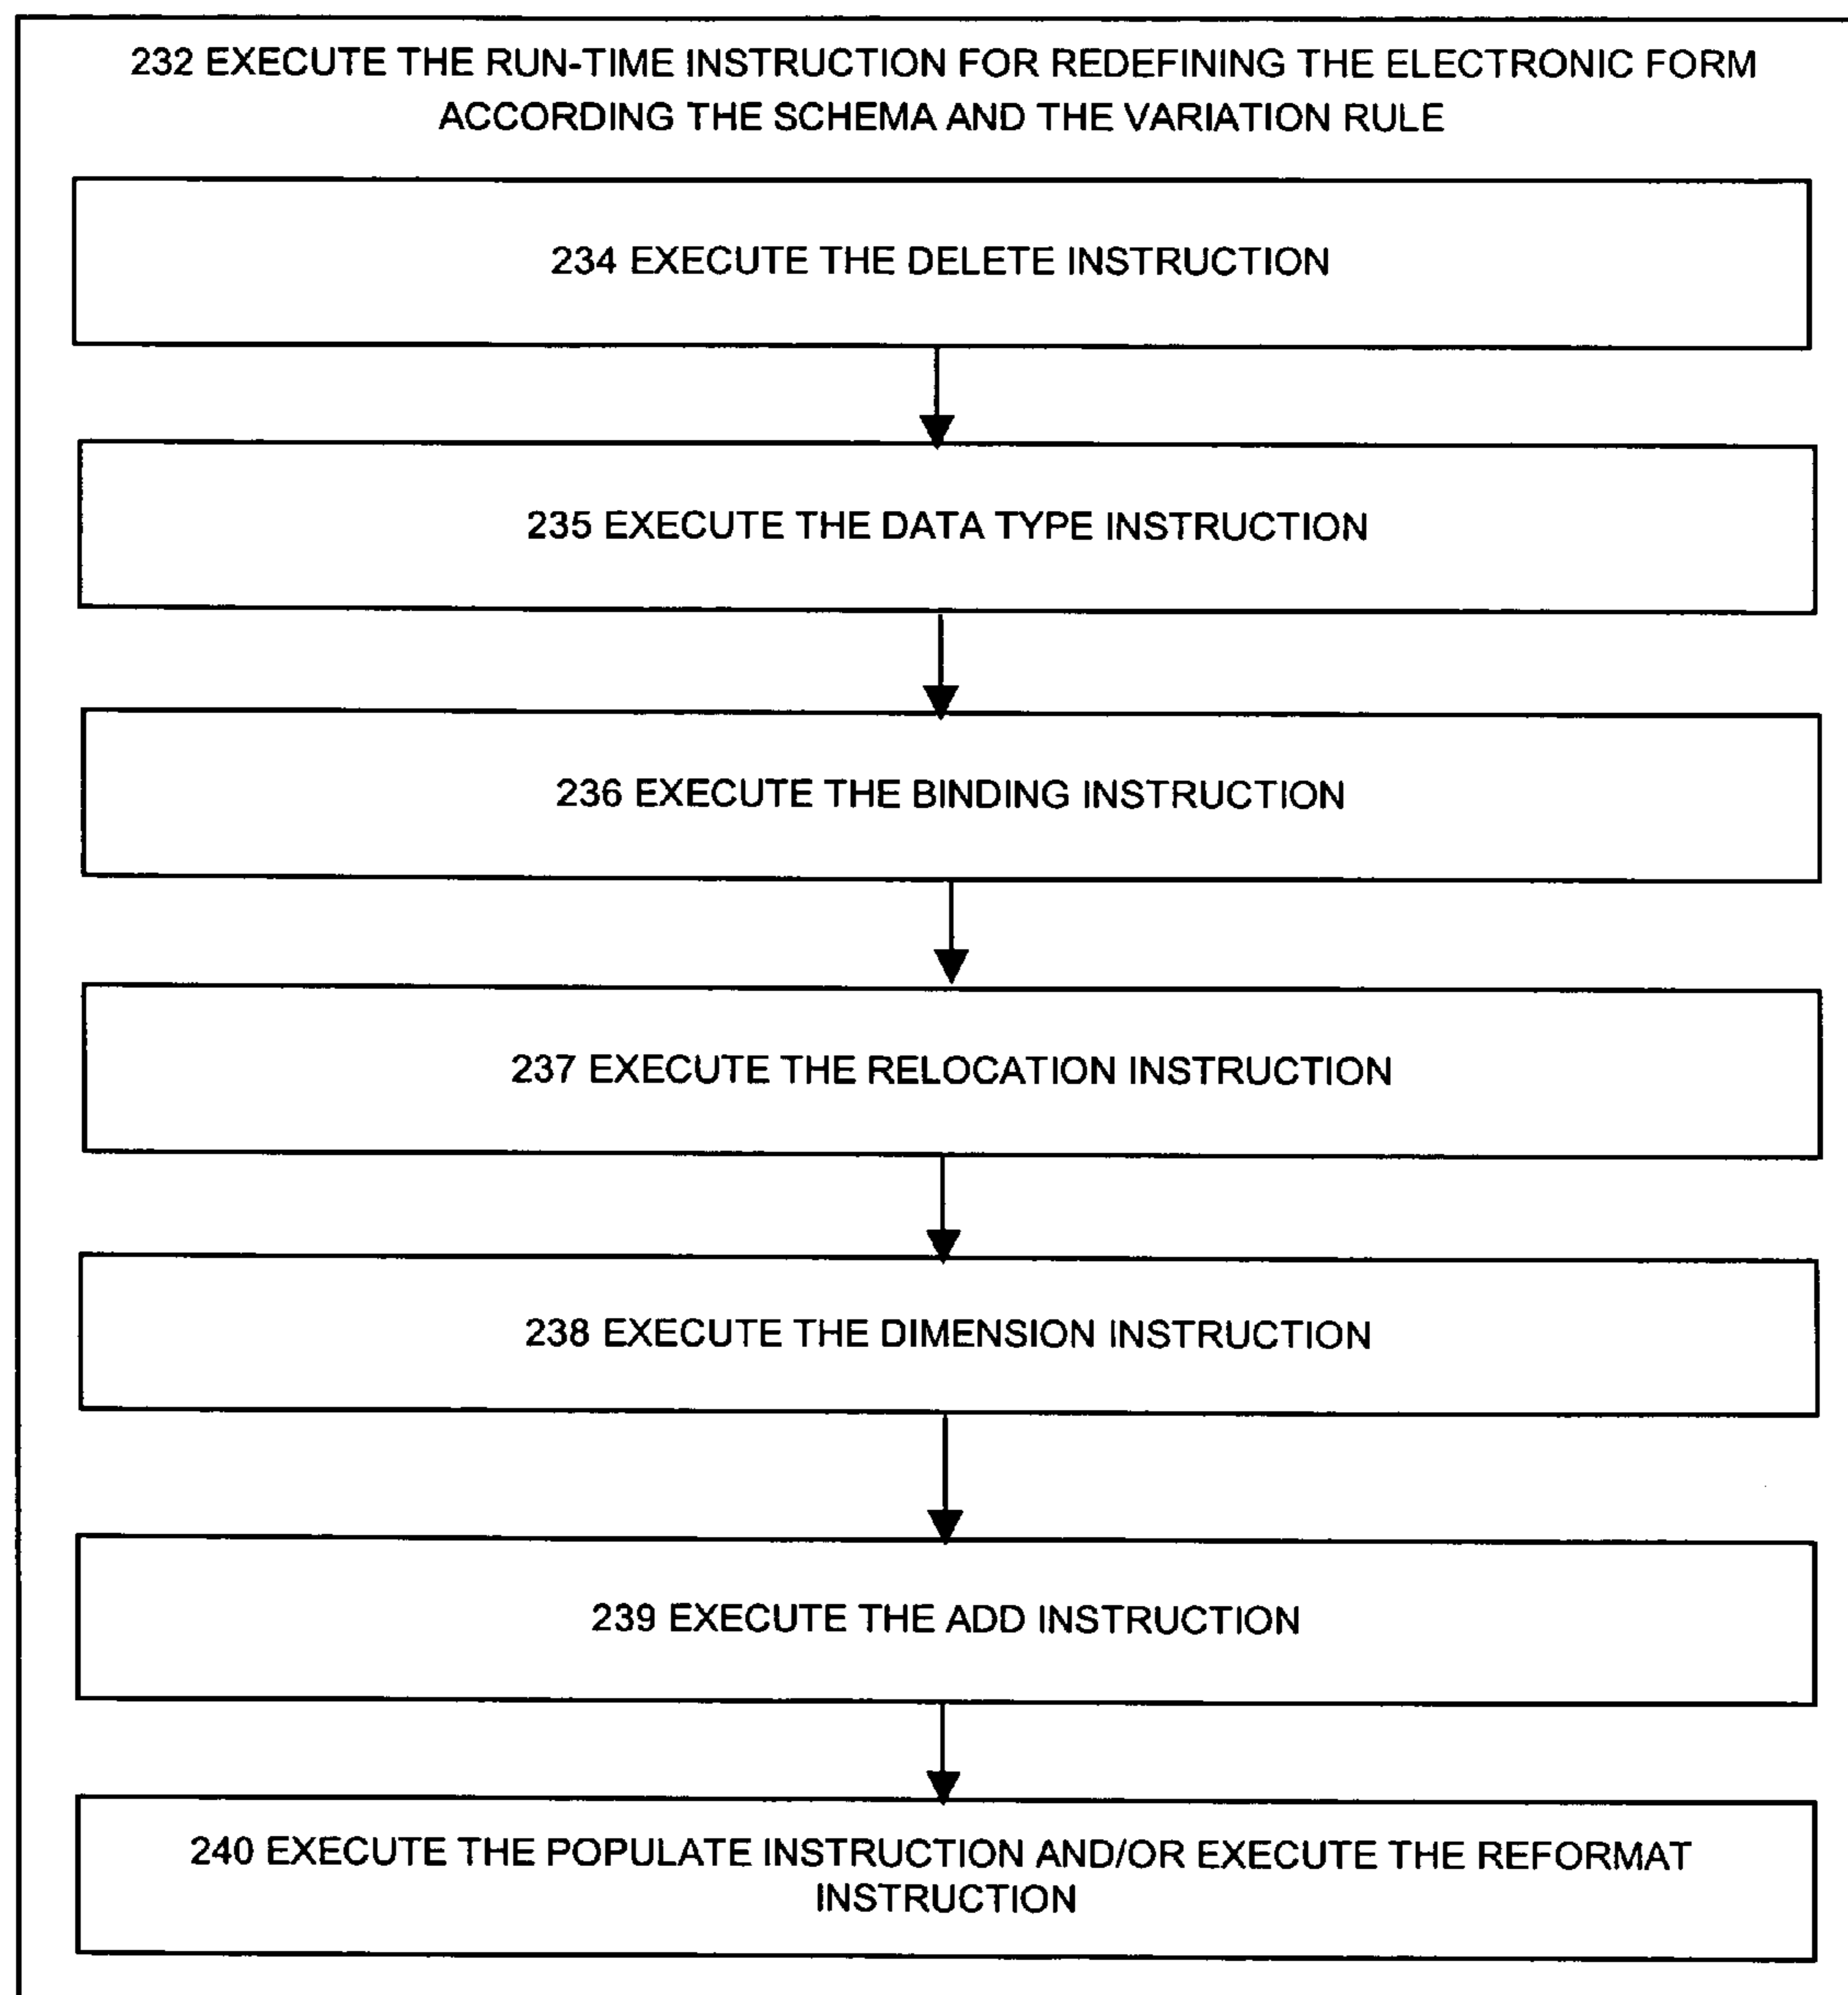 232 EXECUTE THE RUN-TIME INSTRUCTION FOR REDEFINING THE ELECTRONIC FORM
ACCORDING THE SCHEMA AND THE VARIATION RULE
234 EXECUTE THE DELETE INSTRUCTION
235 EXECUTE THE DATA TYPE INSTRUCTION
236 EXECUTE THE BINDING INSTRUCTION
237 EXECUTE THE RELOCATION INSTRUCTION
238 EXECUTE THE DIMENSION INSTRUCTION
239 EXECUTE THE ADD INSTRUCTION
240 EXECUTE THE POPULATE INSTRUCTION AND/OR EXECUTE THE REFORMAT
INSTRUCTION